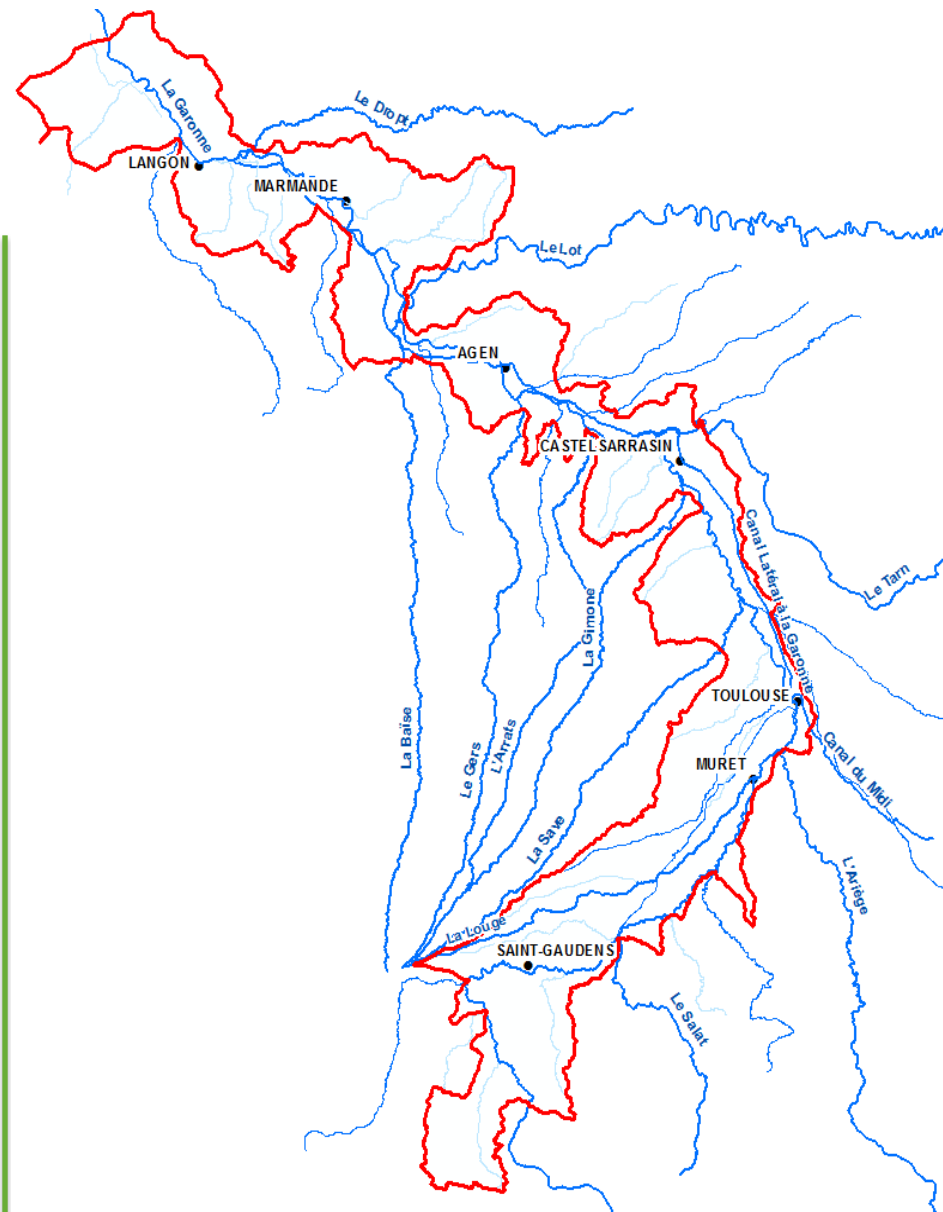 La Garonne
Le Dropt
LANGON
MARMANDE
Le Lot
AGEN
CASTELSARRASIN
Canal Latéral à la Garonne
Le Tarn
La Gimone
La Baïse
Le Gers
L'Arrats
TOULOUSE
MURET
Canal du Midi
La Save
L'Ariège
La Louge
SAINT-GAUDENS
Le Salat